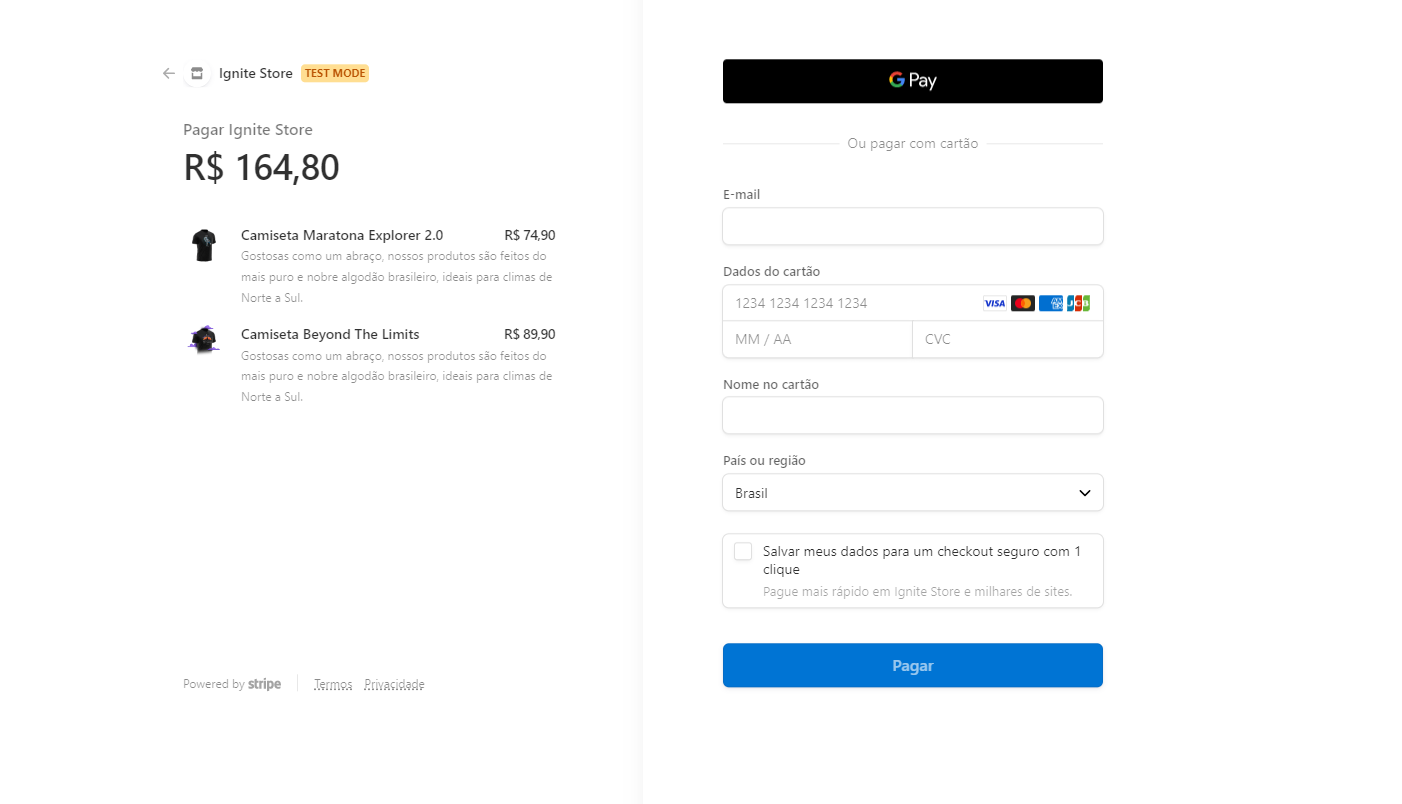 Ignite Store TEST MODE
Pagar Ignite Store
R$ 164,80
Camiseta Maratona Explorer 2.0 R$ 74,90
Gostosas como um abraço, nossos produtos são feitos do
mais puro e nobre algodão brasileiro, ideais para climas de
Norte a Sul.
Camiseta Beyond The Limits R$ 89,90
Gostosas como um abraço, nossos produtos são feitos do
mais puro e nobre algodão brasileiro, ideais para climas de
Norte a Sul.
Powered by stripe Termos Privacidade
G Pay
Ou pagar com cartão
E-mail
Dados do cartão
1234 1234 1234 1234 VISA AMEX JCB
MM / AA CVC
Nome no cartão
País ou região
Brasil
Salvar meus dados para um checkout seguro com 1
clique
Pague mais rápido em Ignite Store e milhares de sites.
Pagar